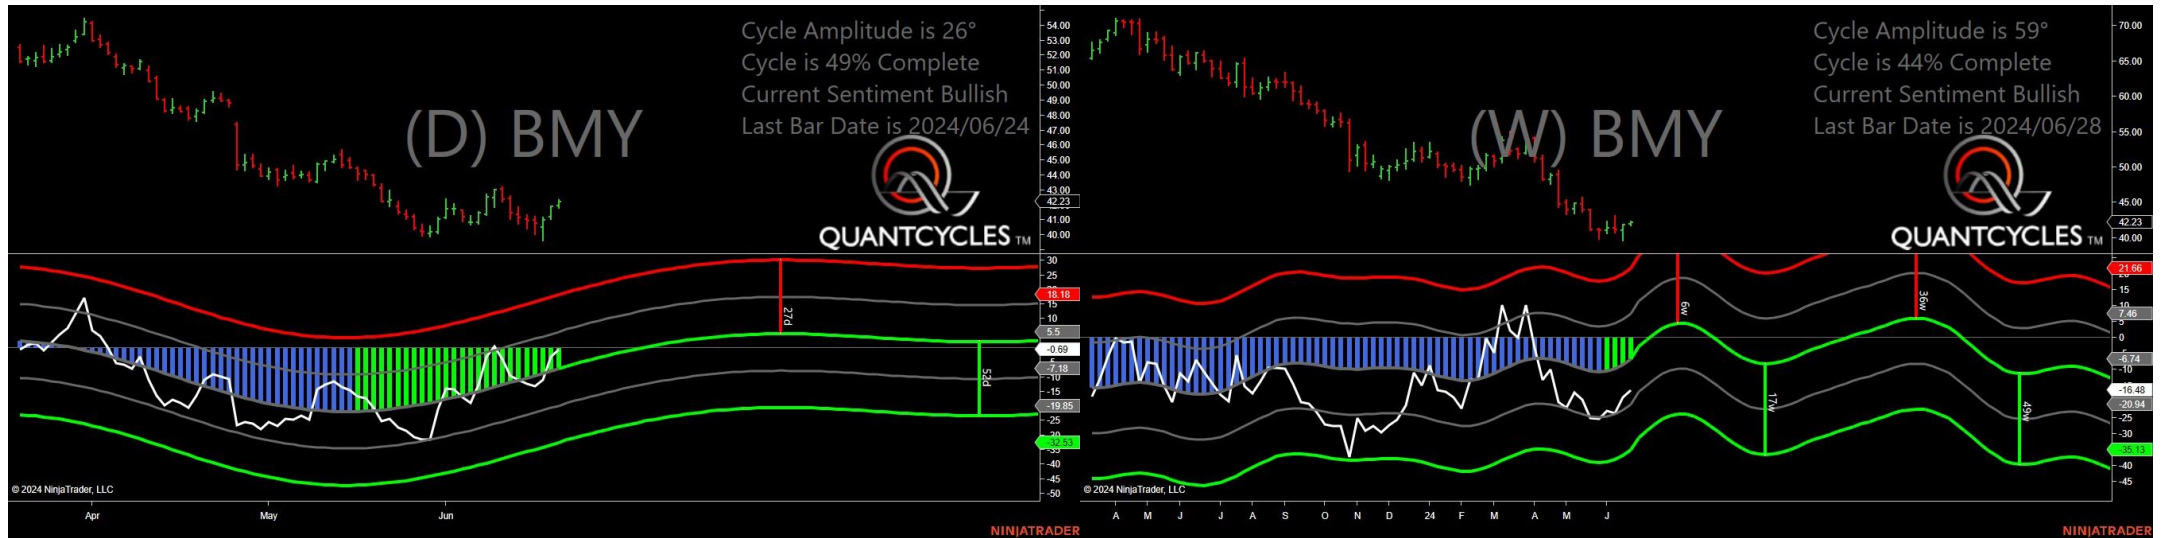 Cycle Amplitude is 26°
Cycle is 49% Complete
Current Sentiment Bullish
Last Bar Date is 2024/06/24
(D) BMY
QUANTCYCLES TM
54.00
53.00
52.00
51.00
50.00
49.00
48.00
47.00
46.00
45.00
44.00
43.00
42.23
41.00
40.00
30
18.18
15
10
5.5
-0.69
-7.18
-10
-15
-19.85
-25
-32.53
-40
-45
-50
27d
52d
© 2024 NinjaTrader, LLC
Apr May Jun
NINJATRADER
Cycle Amplitude is 59°
Cycle is 44% Complete
Current Sentiment Bullish
Last Bar Date is 2024/06/28
(W) BMY
QUANTCYCLES TM
70.00
65.00
60.00
55.00
50.00
45.00
42.23
40.00
21.66
15
7.46
5
0
-6.74
-10
-16.48
-20.94
-25
-30
-35.13
-40
-45
6w
17w
36w
49w
© 2024 NinjaTrader, LLC
A M J J A S O N D 24 F M A M J
NINJATRADER